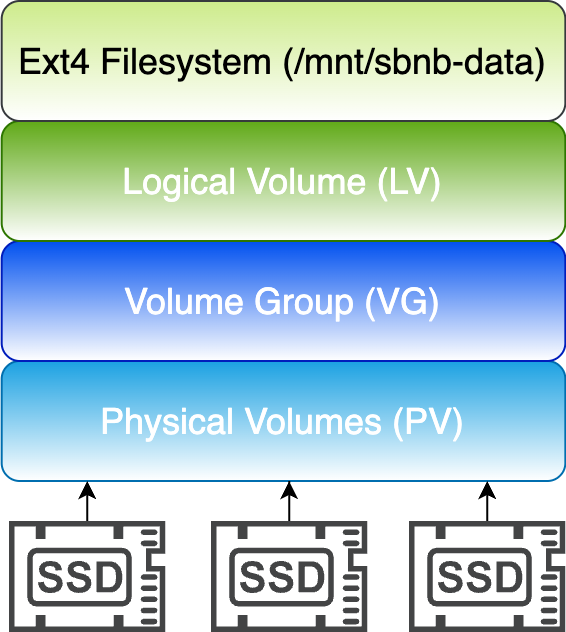 Ext4 Filesystem (/mnt/sbnb-data)
Logical Volume (LV)
Volume Group (VG)
Physical Volumes (PV)
SSD
SSD
SSD